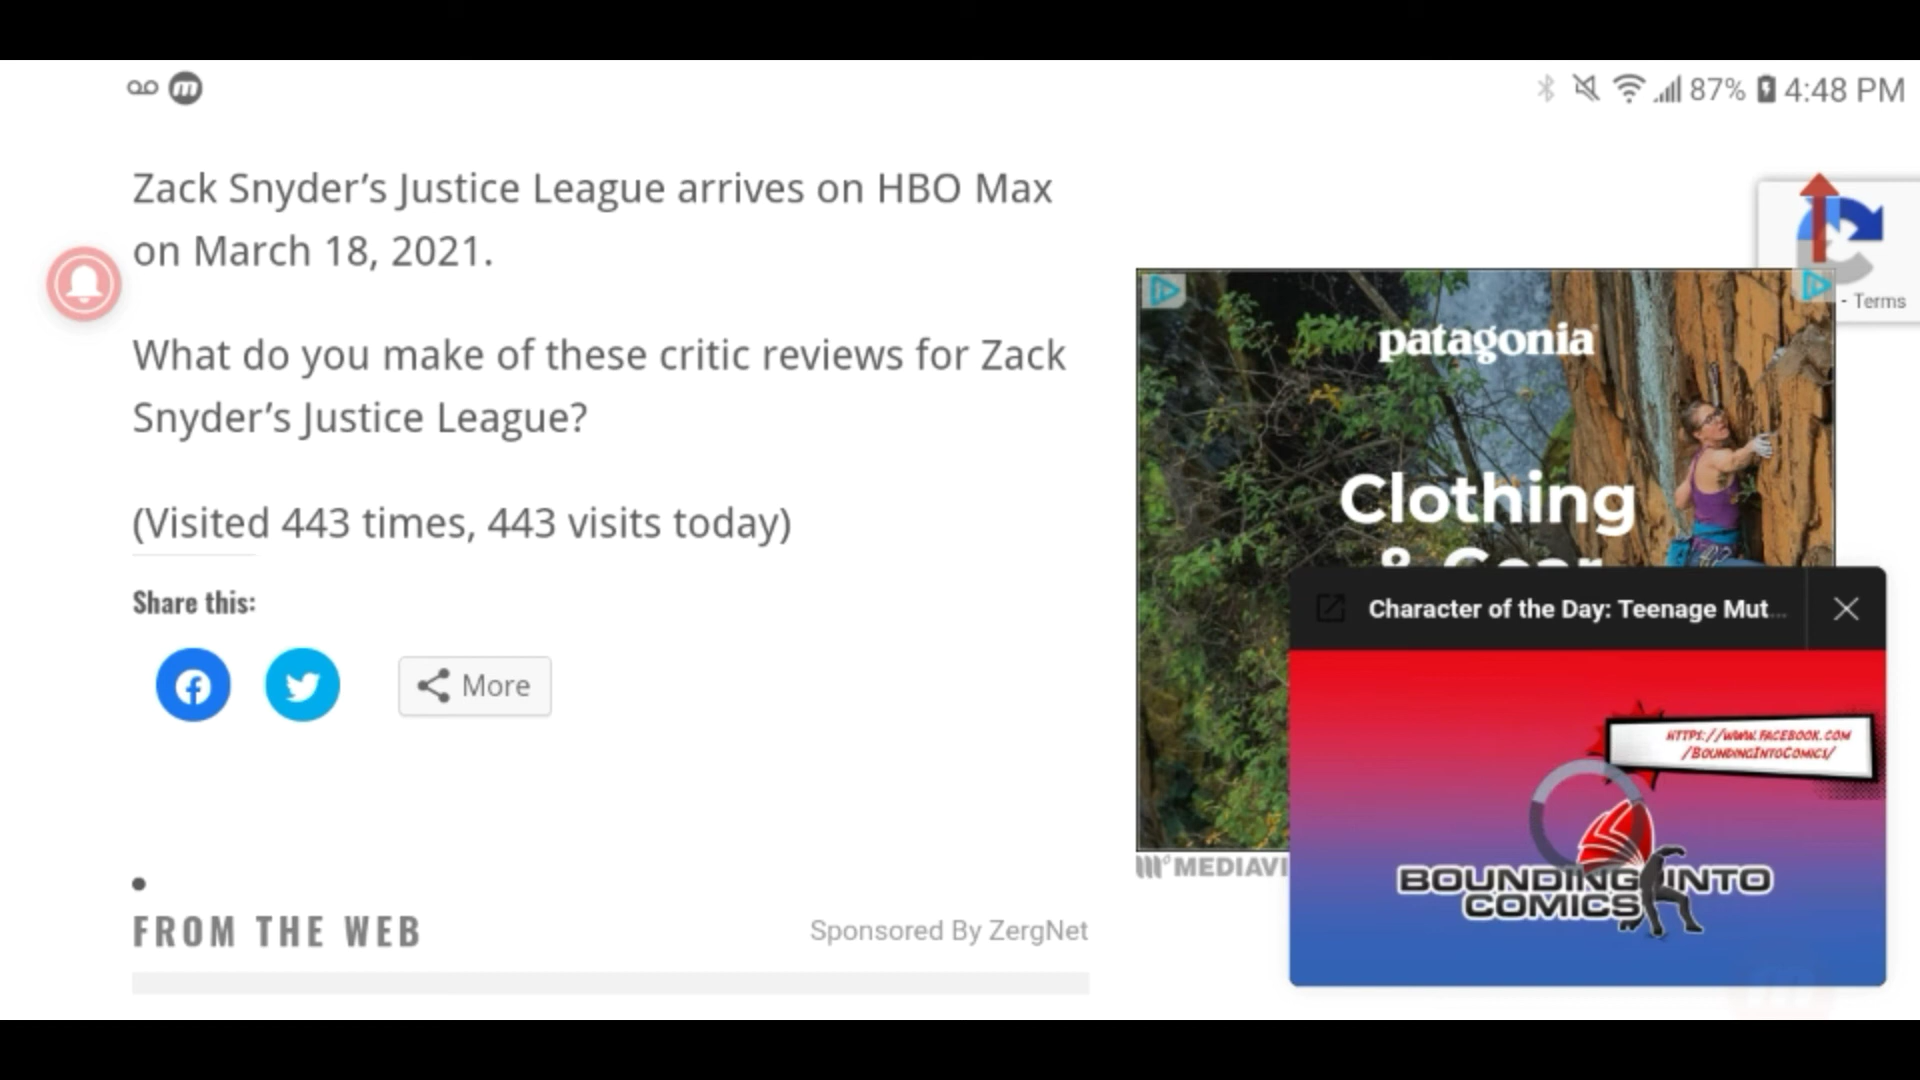 87% 4:48 PM
Zack Snyder’s Justice League arrives on HBO Max
on March 18, 2021.
What do you make of these critic reviews for Zack
Snyder’s Justice League?
(Visited 443 times, 443 visits today)
Share this:
More
FROM THE WEB
Sponsored By ZergNet
- Terms
patagonia
Clothing
& Gear
MEDIAVI
Character of the Day: Teenage Mut...
HTTPS://WWW.FACEBOOK.COM
/BOUNDINGINTOCOMICS/
BOUNDING INTO
COMICS